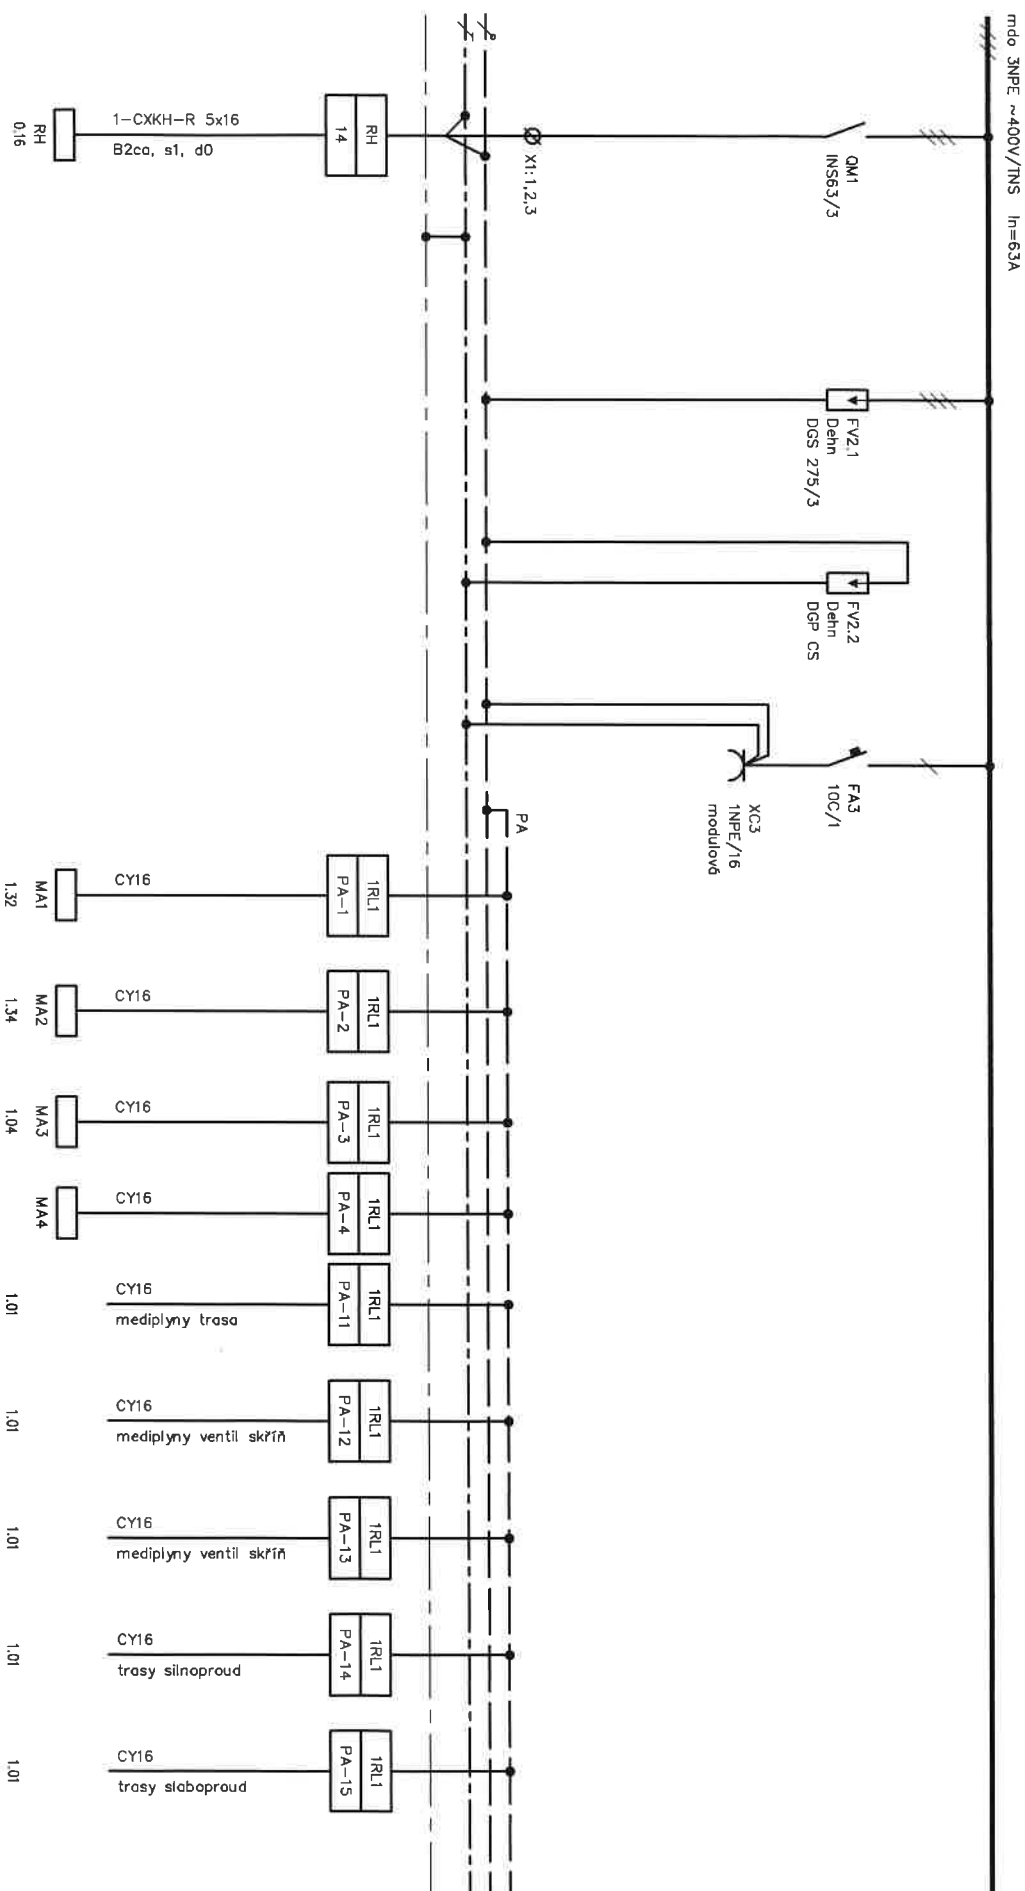 mdo 3NPE ~400V/TNS In=63A
QM1
INS63/3
X1:1,2,3
RH
14
1-CXKH-R 5x16
B2ca, s1, d0
RH
0.16
FV2.1
Dehn
DGS 275/3
FV2.2
Dehn
DGP CS
FA3
10C/1
XC3
1NPE/16
modulová
PA
1RL1
PA-1
CY16
MA1
1.32
1RL1
PA-2
CY16
MA2
1.34
1RL1
PA-3
CY16
MA3
1.04
1RL1
PA-4
CY16
MA4
1RL1
PA-11
CY16
mediplyny trasa
1.01
1RL1
PA-12
CY16
mediplyny ventil skříň
1.01
1RL1
PA-13
CY16
mediplyny ventil skříň
1.01
1RL1
PA-14
CY16
trasy silnoproud
1.01
1RL1
PA-15
CY16
trasy slaboproud
1.01